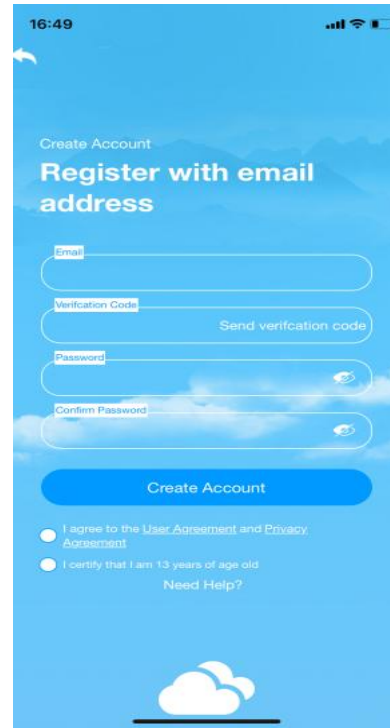 16:49
Create Account
Register with email
address
Email
Verifcation Code
Send verifcation code
Password
Confirm Password
Create Account
I agree to the User Agreement and Privacy
Agreement
I certify that I am 13 years of age old
Need Help?